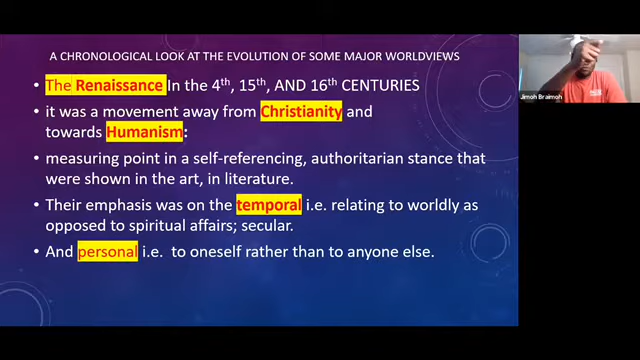 A CHRONOLOGICAL LOOK AT THE EVOLUTION OF SOME MAJOR WORLDVIEWS
• The Renaissance In the 4th, 15th, AND 16th CENTURIES
• it was a movement away from Christianity and
towards Humanism:
• measuring point in a self-referencing, authoritarian stance that
were shown in the art, in literature.
• Their emphasis was on the temporal i.e. relating to worldly as
opposed to spiritual affairs; secular.
• And personal i.e. to oneself rather than to anyone else.
Jimoh Braimoh